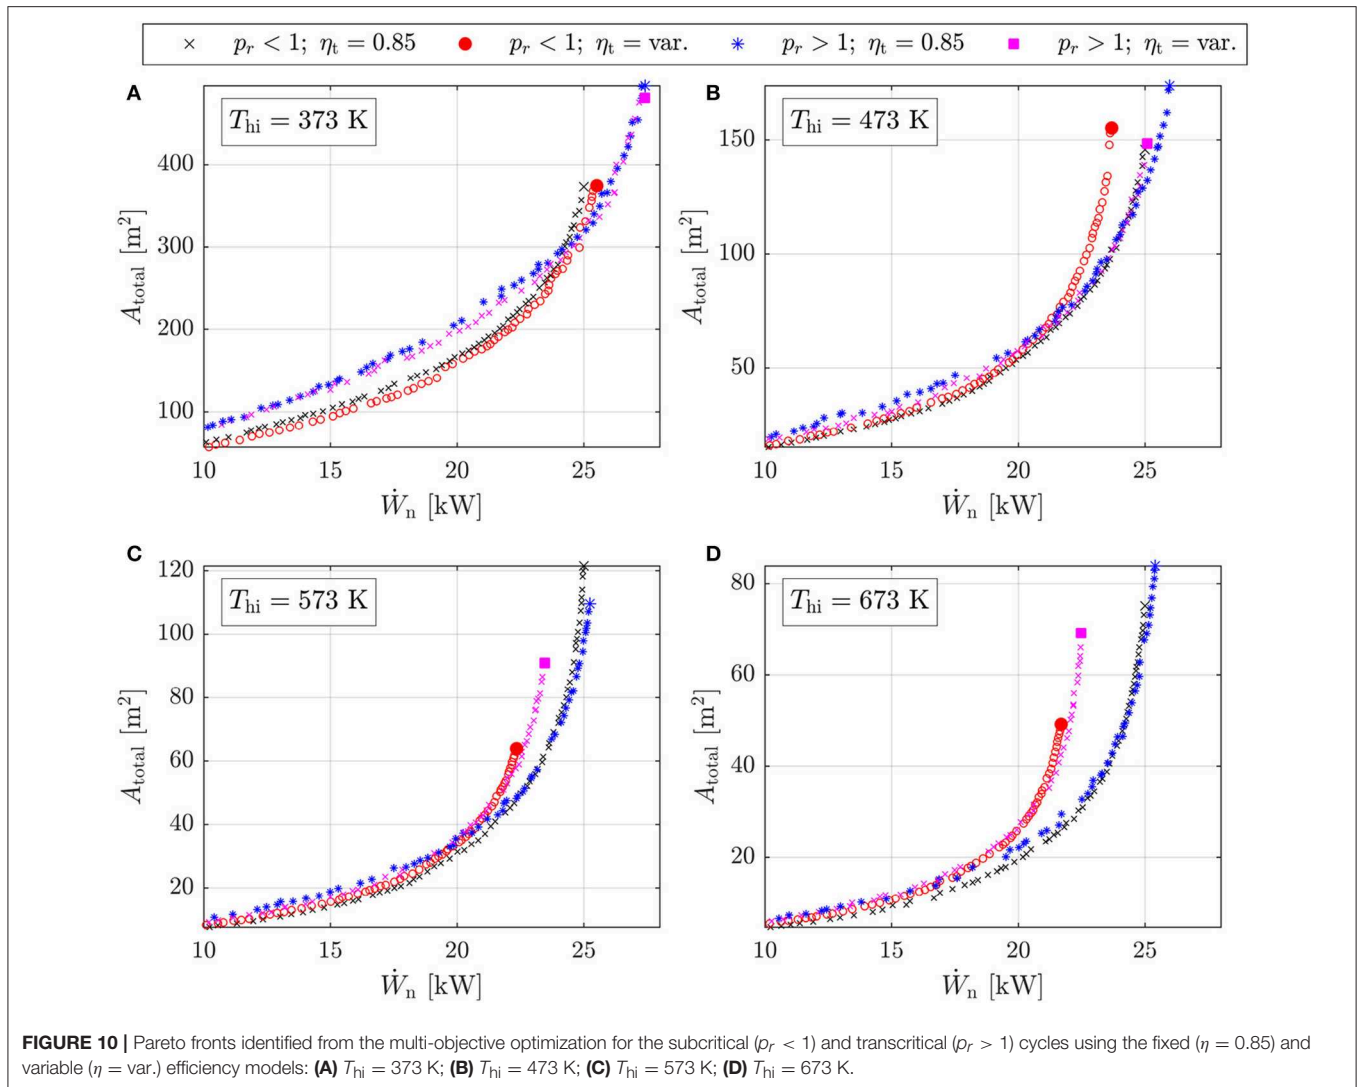 p_r < 1; η_t = 0.85 p_r < 1; η_t = var. p_r > 1; η_t = 0.85 p_r > 1; η_t = var.
A
T_hi = 373 K
400
300
200
100
A_total [m²]
10 15 20 25
Ẇ_n [kW]
B
T_hi = 473 K
150
100
50
A_total [m²]
10 15 20 25
Ẇ_n [kW]
C
T_hi = 573 K
120
100
80
60
40
20
A_total [m²]
10 15 20 25
Ẇ_n [kW]
D
T_hi = 673 K
80
60
40
20
A_total [m²]
10 15 20 25
Ẇ_n [kW]
FIGURE 10 | Pareto fronts identified from the multi-objective optimization for the subcritical (p_r < 1) and transcritical (p_r > 1) cycles using the fixed (η = 0.85) and
variable (η = var.) efficiency models: (A) T_hi = 373 K; (B) T_hi = 473 K; (C) T_hi = 573 K; (D) T_hi = 673 K.